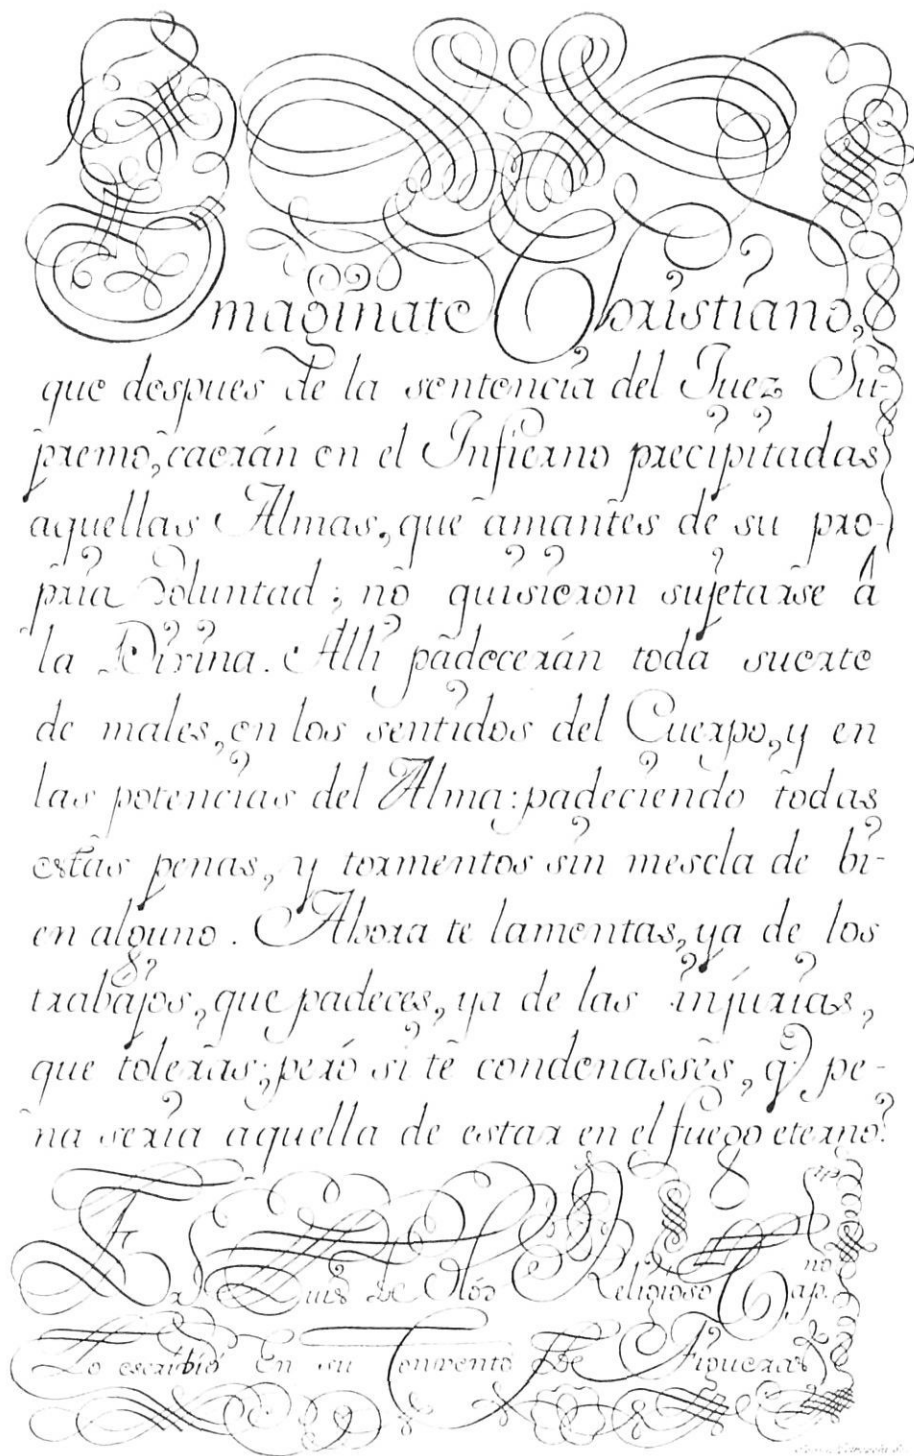 Imaginate Christiano,
que despues de la sentencia del Juez Su-
premo, caerán en el Infierno precipitadas
aquellas Almas, que amantes de su pro-
pria voluntad; no quisieron sujetarse â
la Divina. Alli padecerán toda suerte
de males, en los sentidos del Cuerpo, y en
las potencias del Alma: padeciendo todas
estas penas, y tormentos sin mescla de bi-
en alguno. Ahora te lamentas, ya de los
trabajos, que padeces, ya de las injurias,
que toleras; peró si te condenasses, q̃ pe-
na seria aquella de estar en el fuego eterno?
Fr. Luis de Olót Religioso Cap.no
Lo escribió En su Convento De Figueras